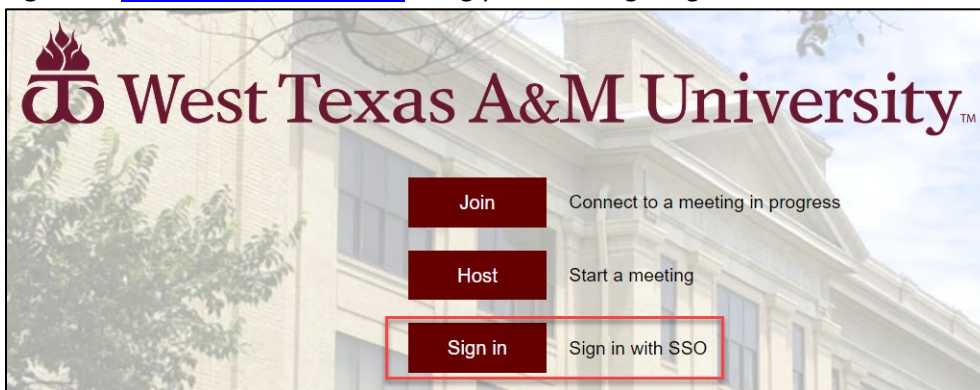 West Texas A&M University™
Join Connect to a meeting in progress
Host Start a meeting
Sign in Sign in with SSO